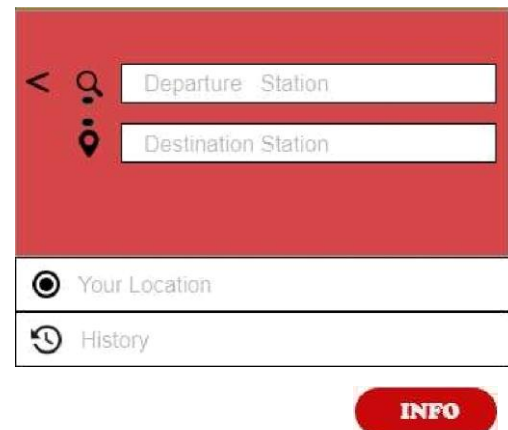 Departure Station
Destination Station
Your Location
History
INFO